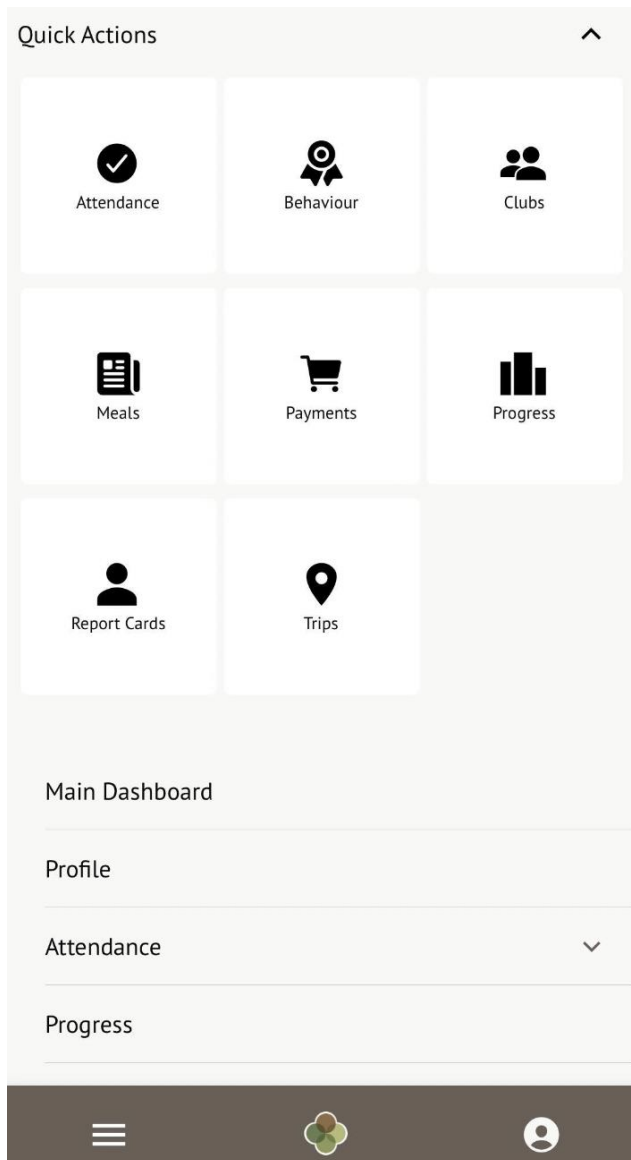 Quick Actions
Attendance
Behaviour
Clubs
Meals
Payments
Progress
Report Cards
Trips
Main Dashboard
Profile
Attendance
Progress